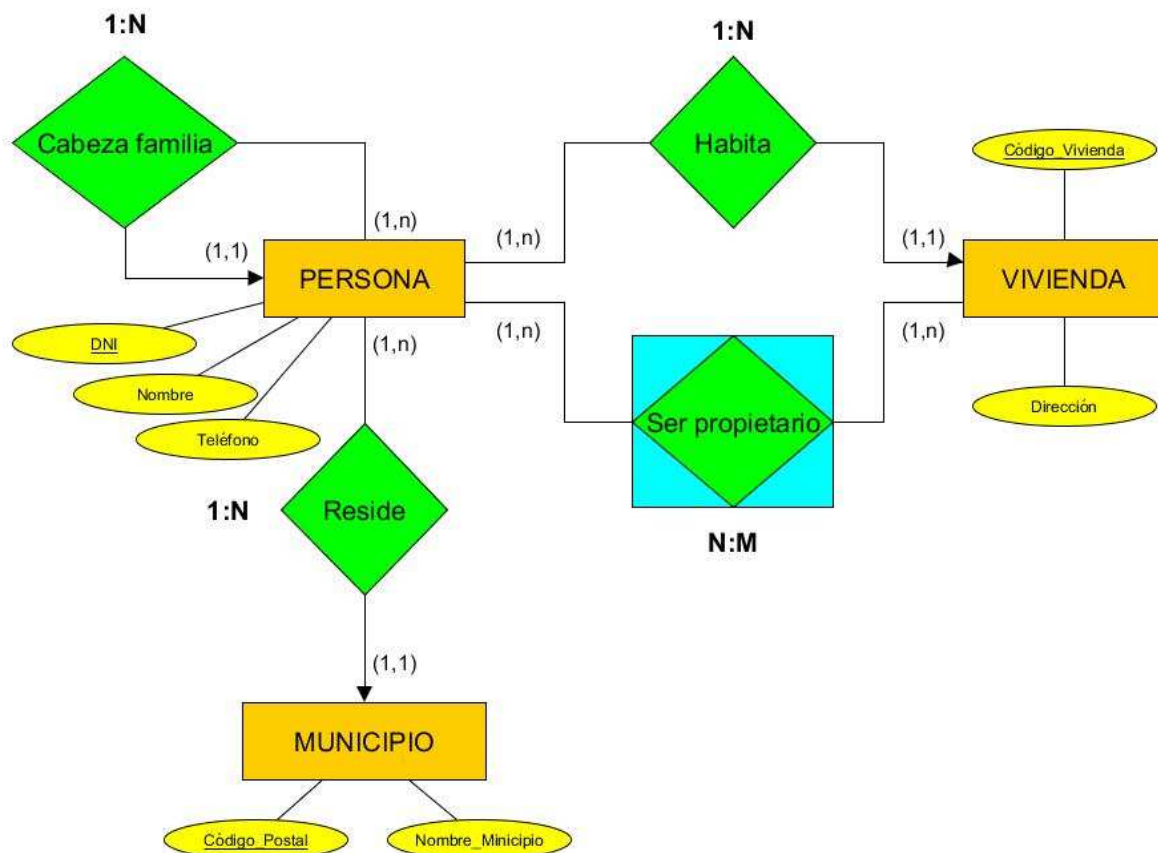 1:N
1:N
Cabeza familia
Habita
Código_Vivienda
(1,n)
(1,n)
(1,1)
(1,1)
PERSONA
VIVIENDA
(1,n)
(1,n)
(1,n)
DNI
Nombre
Teléfono
Dirección
Ser propietario
1:N
Reside
N:M
(1,1)
MUNICIPIO
Código_Postal
Nombre_Minicipio